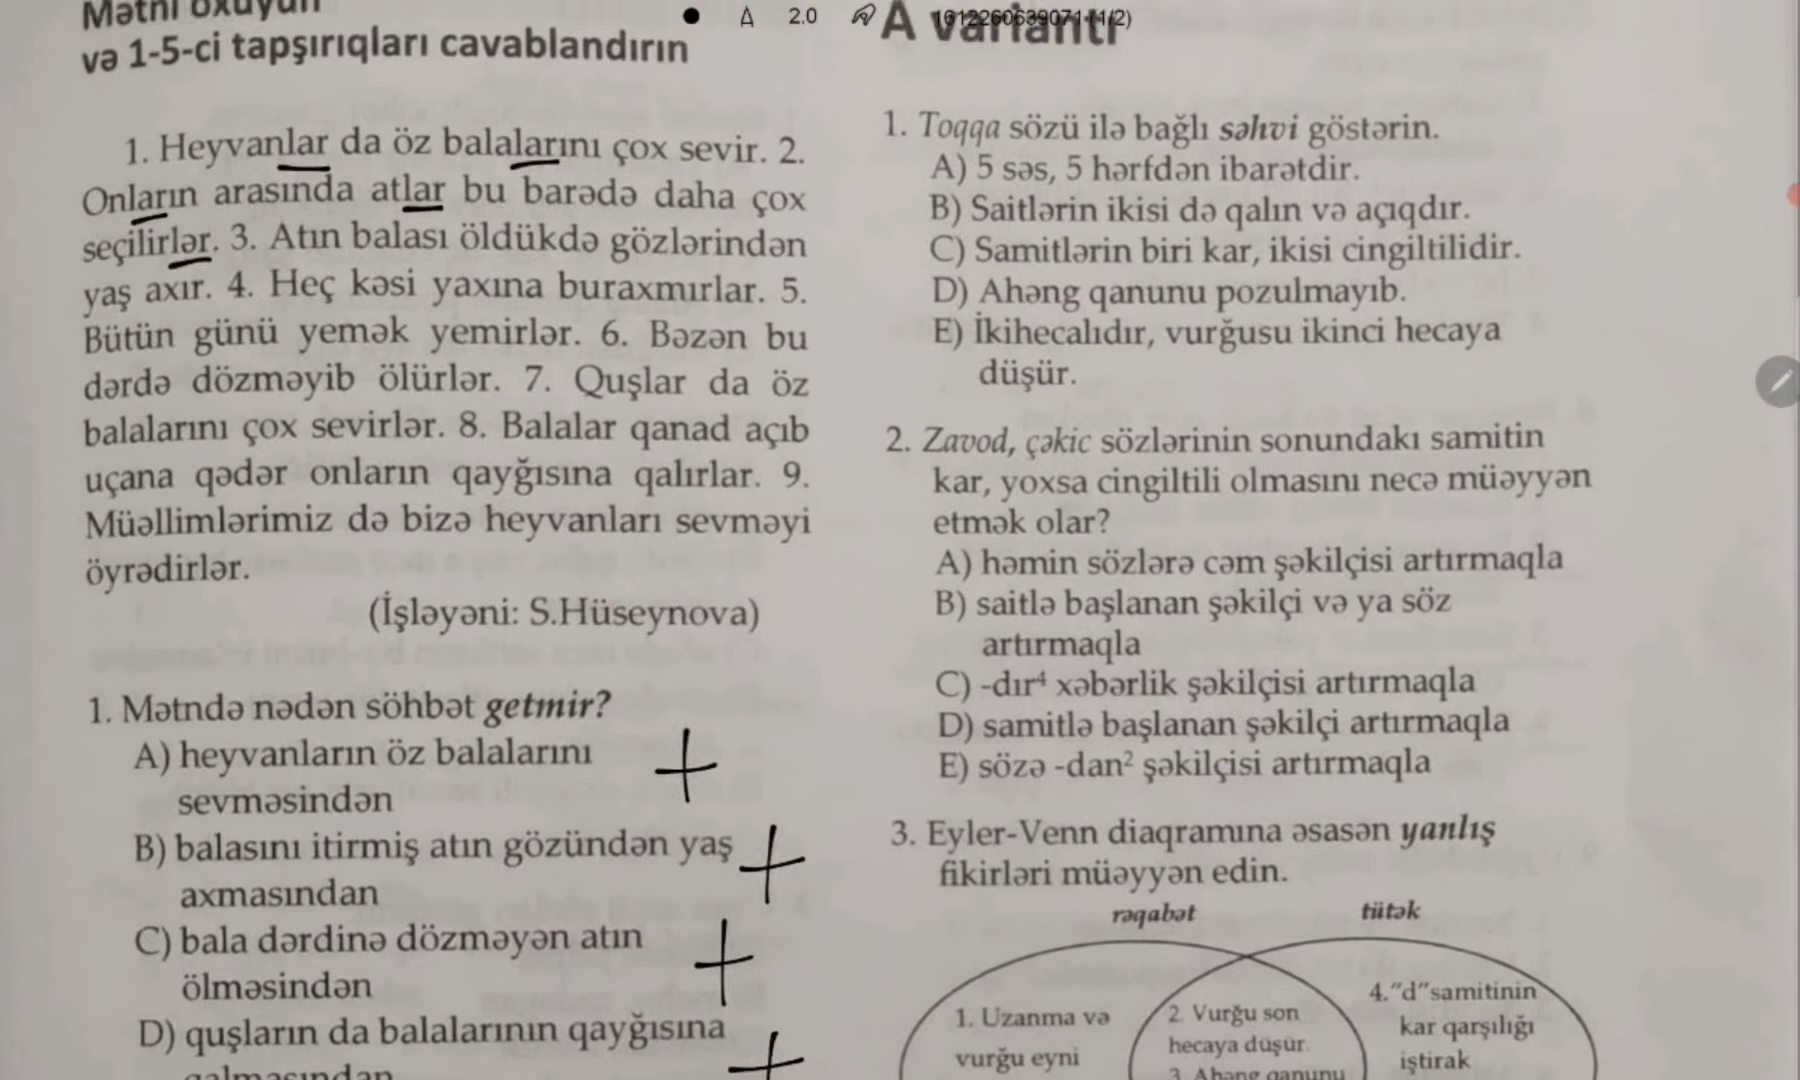 Mətni oxuyun
və 1-5-ci tapşırıqları cavablandırın
1. Heyvanlar da öz balalarını çox sevir. 2.
Onların arasında atlar bu barədə daha çox
seçilirlər. 3. Atın balası öldükdə gözlərindən
yaş axır. 4. Heç kəsi yaxına buraxmırlar. 5.
Bütün günü yemək yemirlər. 6. Bəzən bu
dərdə dözməyib ölürlər. 7. Quşlar da öz
balalarını çox sevirlər. 8. Balalar qanad açıb
uçana qədər onların qayğısına qalırlar. 9.
Müəllimlərimiz də bizə heyvanları sevməyi
öyrədirlər.
(İşləyəni: S.Hüseynova)
1. Mətndə nədən söhbət getmir?
A) heyvanların öz balalarını
sevməsindən
B) balasını itirmiş atın gözündən yaş
axmasından
C) bala dərdinə dözməyən atın
ölməsindən
D) quşların da balalarının qayğısına
qalmasından
2.0
1612260639071-1(1/2)
A variantı
1. Toqqa sözü ilə bağlı səhvi göstərin.
A) 5 səs, 5 hərfdən ibarətdir.
B) Saitlərin ikisi də qalın və açıqdır.
C) Samitlərin biri kar, ikisi cingiltilidir.
D) Ahəng qanunu pozulmayıb.
E) İkihecalıdır, vurğusu ikinci hecaya
düşür.
2. Zavod, çəkic sözlərinin sonundakı samitin
kar, yoxsa cingiltili olmasını necə müəyyən
etmək olar?
A) həmin sözlərə cəm şəkilçisi artırmaqla
B) saitlə başlanan şəkilçi və ya söz
artırmaqla
C) -dır⁴ xəbərlik şəkilçisi artırmaqla
D) samitlə başlanan şəkilçi artırmaqla
E) sözə -dan² şəkilçisi artırmaqla
3. Eyler-Venn diaqramına əsasən yanlış
fikirləri müəyyən edin.
rəqabət
tütək
1. Uzanma və
vurğu eyni
2. Vurğu son
hecaya düşür.
3. Ahəng qanunu
4. "d" samitinin
kar qarşılığı
iştirak